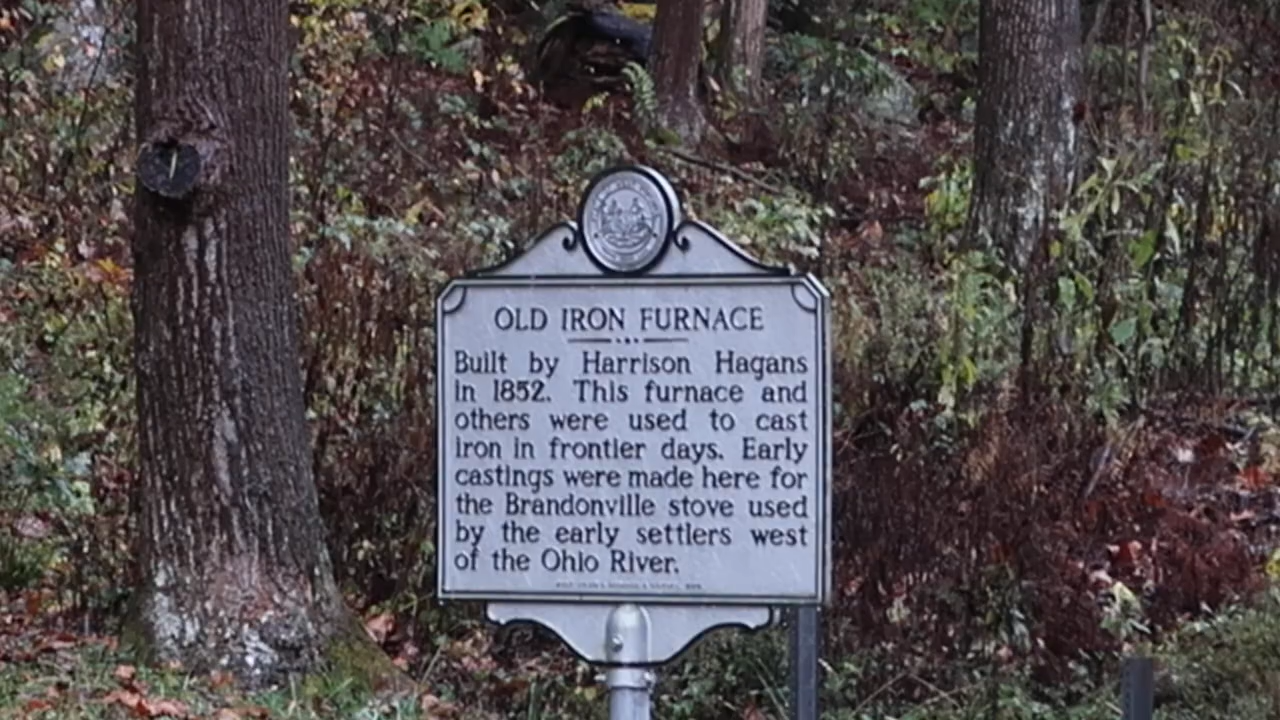 OLD IRON FURNACE
Built by Harrison Hagans
in 1852. This furnace and
others were used to cast
iron in frontier days. Early
castings were made here for
the Brandonville stove used
by the early settlers west
of the Ohio River.